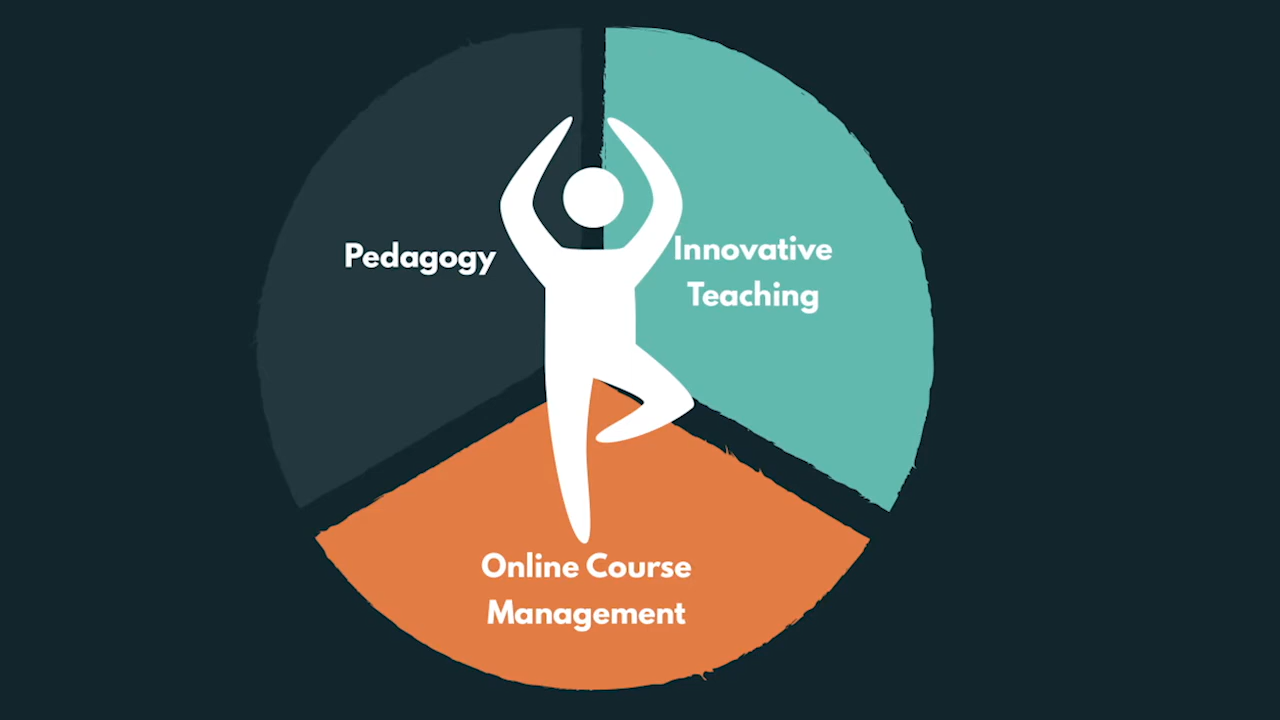 Pedagogy
Innovative
Teaching
Online Course
Management